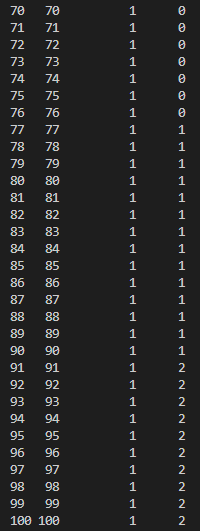 70 70 1 0
71 71 1 0
72 72 1 0
73 73 1 0
74 74 1 0
75 75 1 0
76 76 1 0
77 77 1 1
78 78 1 1
79 79 1 1
80 80 1 1
81 81 1 1
82 82 1 1
83 83 1 1
84 84 1 1
85 85 1 1
86 86 1 1
87 87 1 1
88 88 1 1
89 89 1 1
90 90 1 1
91 91 1 2
92 92 1 2
93 93 1 2
94 94 1 2
95 95 1 2
96 96 1 2
97 97 1 2
98 98 1 2
99 99 1 2
100 100 1 2